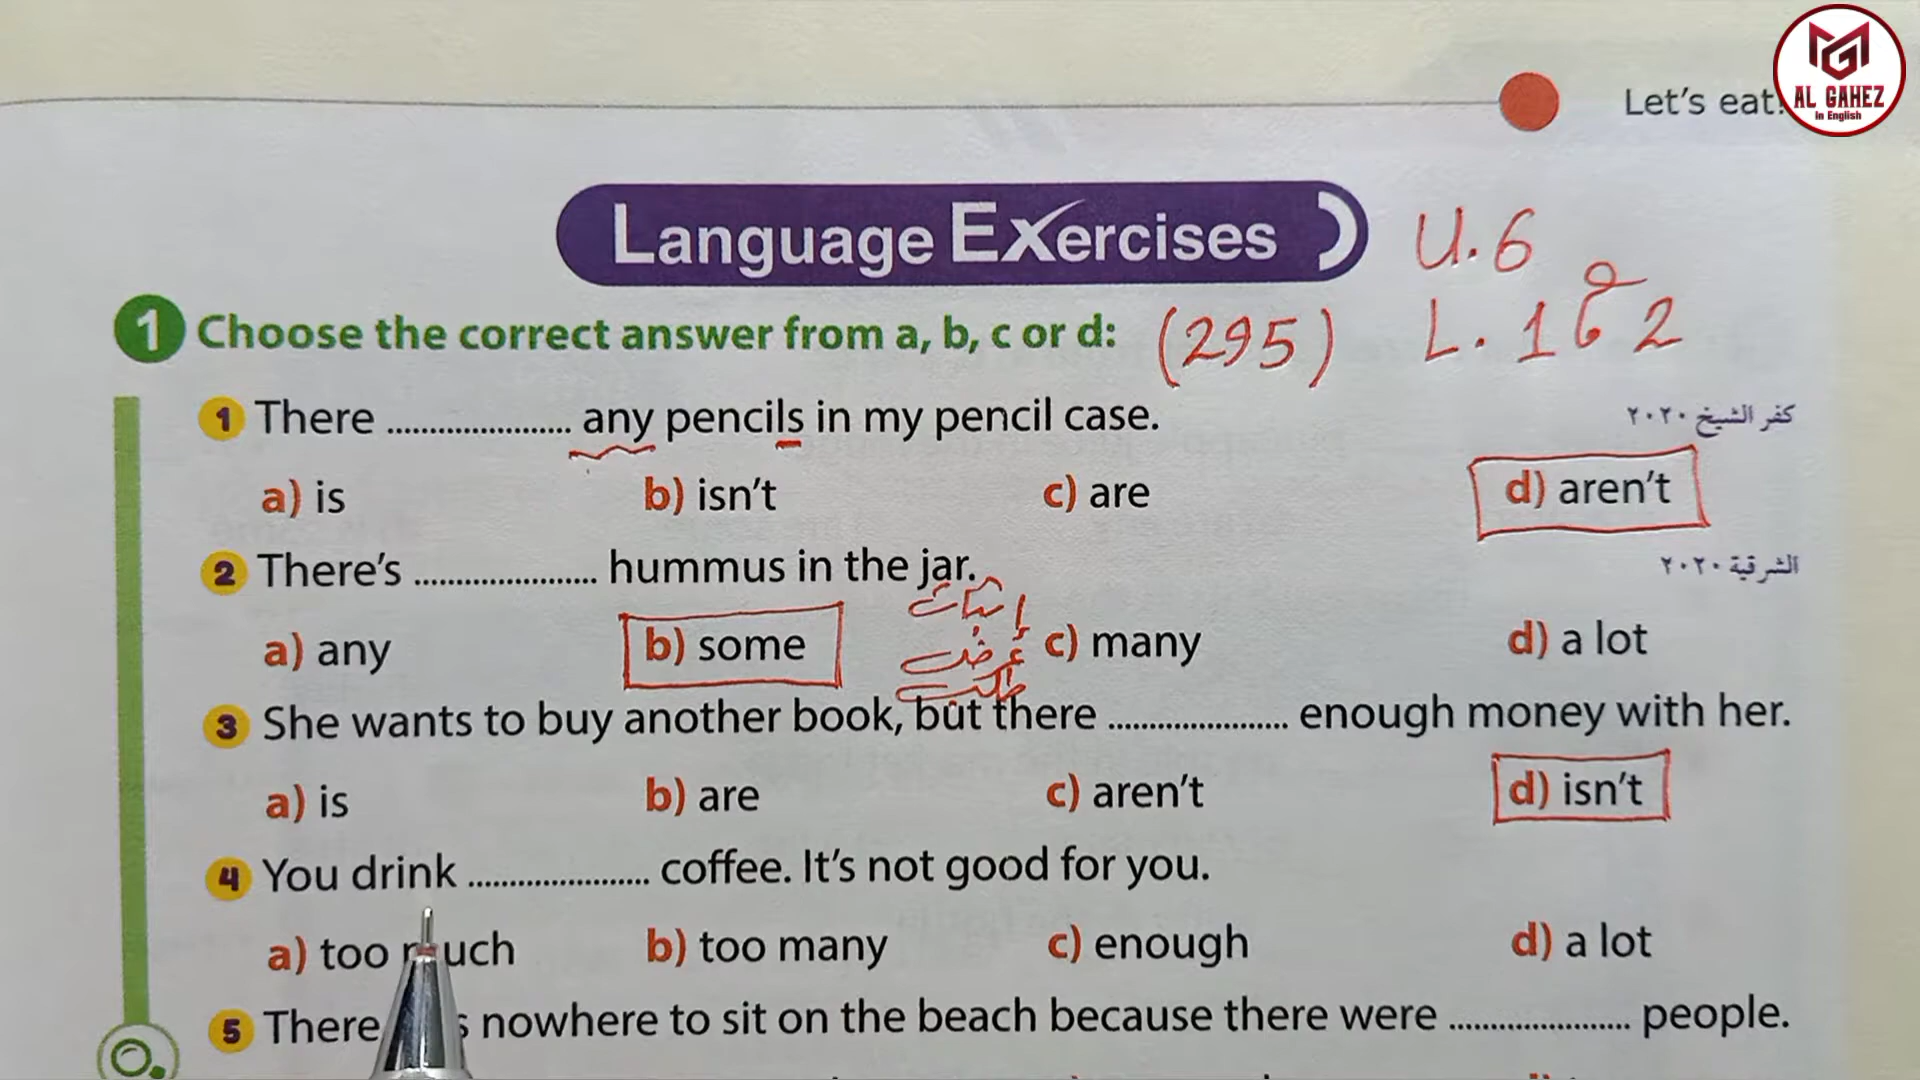 Let's eat!
AL GAHEZ
in English
Language Exercises
U. 6
L. 1 و 2
1 Choose the correct answer from a, b, c or d: (295)
1 There ...................... any pencils in my pencil case. كفر الشيخ ٢٠٢٠
a) is b) isn't c) are d) aren't
2 There's ...................... hummus in the jar. الشرقية ٢٠٢٠
إثبات
عرض
طلب
a) any b) some c) many d) a lot
3 She wants to buy another book, but there ...................... enough money with her.
a) is b) are c) aren't d) isn't
4 You drink ...................... coffee. It's not good for you.
a) too much b) too many c) enough d) a lot
5 There nowhere to sit on the beach because there were ...................... people.